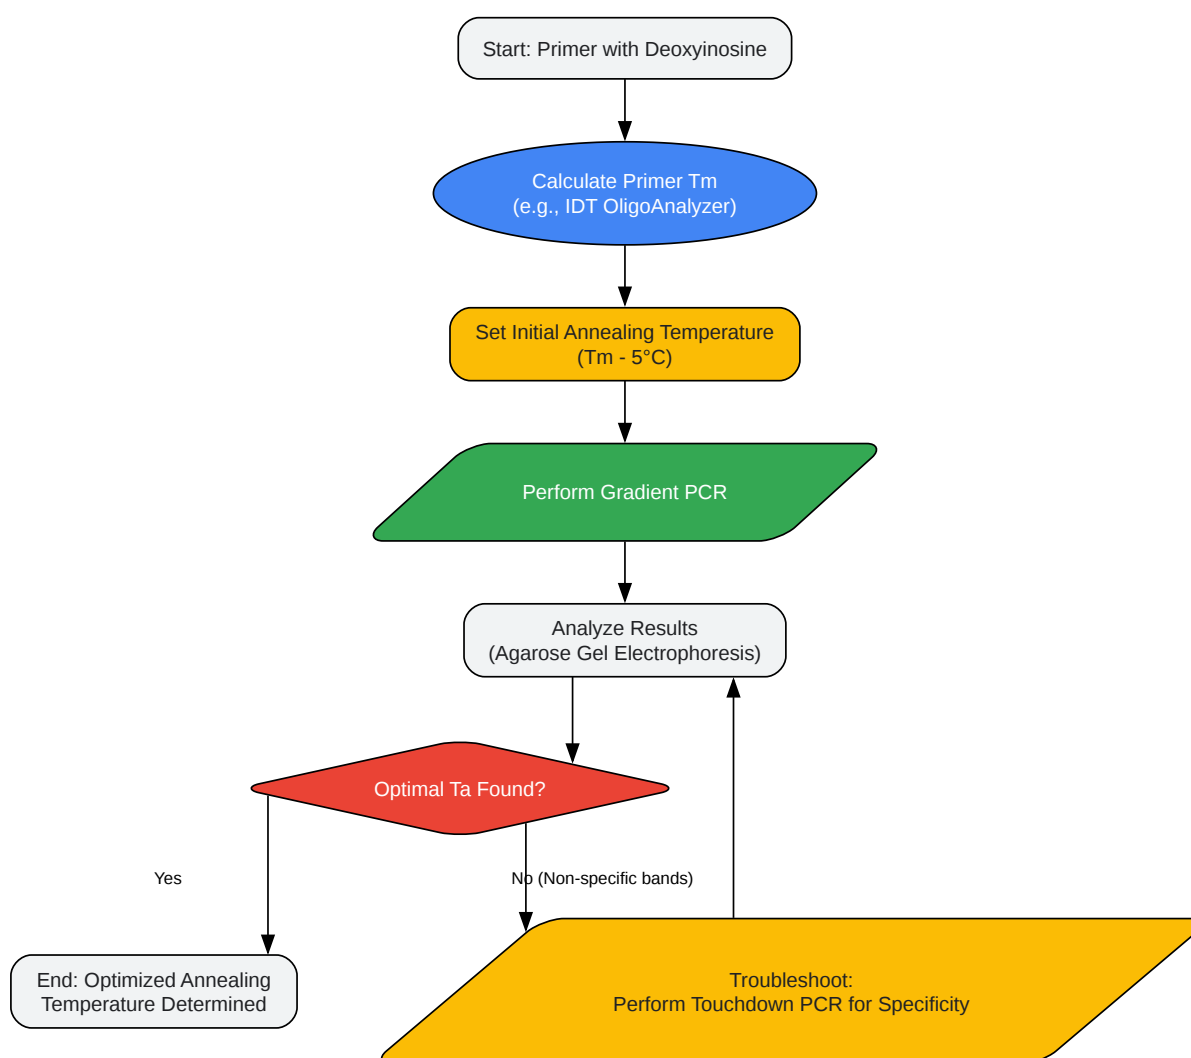 Start: Primer with Deoxyinosine
Calculate Primer Tm
(e.g., IDT OligoAnalyzer)
Set Initial Annealing Temperature
(Tm - 5°C)
Perform Gradient PCR
Analyze Results
(Agarose Gel Electrophoresis)
Optimal Ta Found?
Yes
No (Non-specific bands)
End: Optimized Annealing
Temperature Determined
Troubleshoot:
Perform Touchdown PCR for Specificity